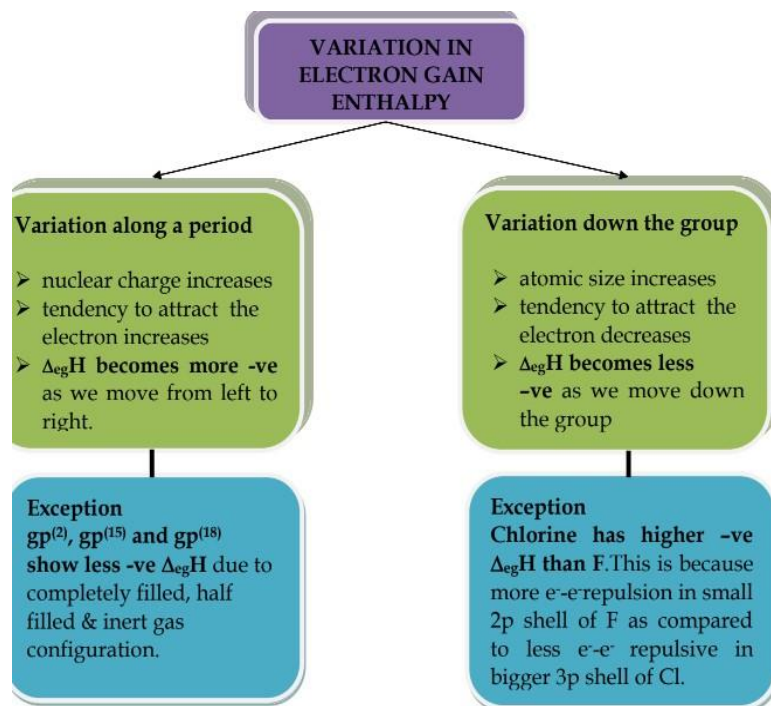 VARIATION IN
ELECTRON GAIN
ENTHALPY
Variation along a period
➢ nuclear charge increases
➢ tendency to attract the
electron increases
➢ ΔegH becomes more -ve
as we move from left to
right.
Variation down the group
➢ atomic size increases
➢ tendency to attract the
electron decreases
➢ ΔegH becomes less
–ve as we move down
the group
Exception
gp(2), gp(15) and gp(18)
show less -ve ΔegH due to
completely filled, half
filled & inert gas
configuration.
Exception
Chlorine has higher –ve
ΔegH than F.This is because
more e--e-repulsion in small
2p shell of F as compared
to less e--e- repulsive in
bigger 3p shell of Cl.